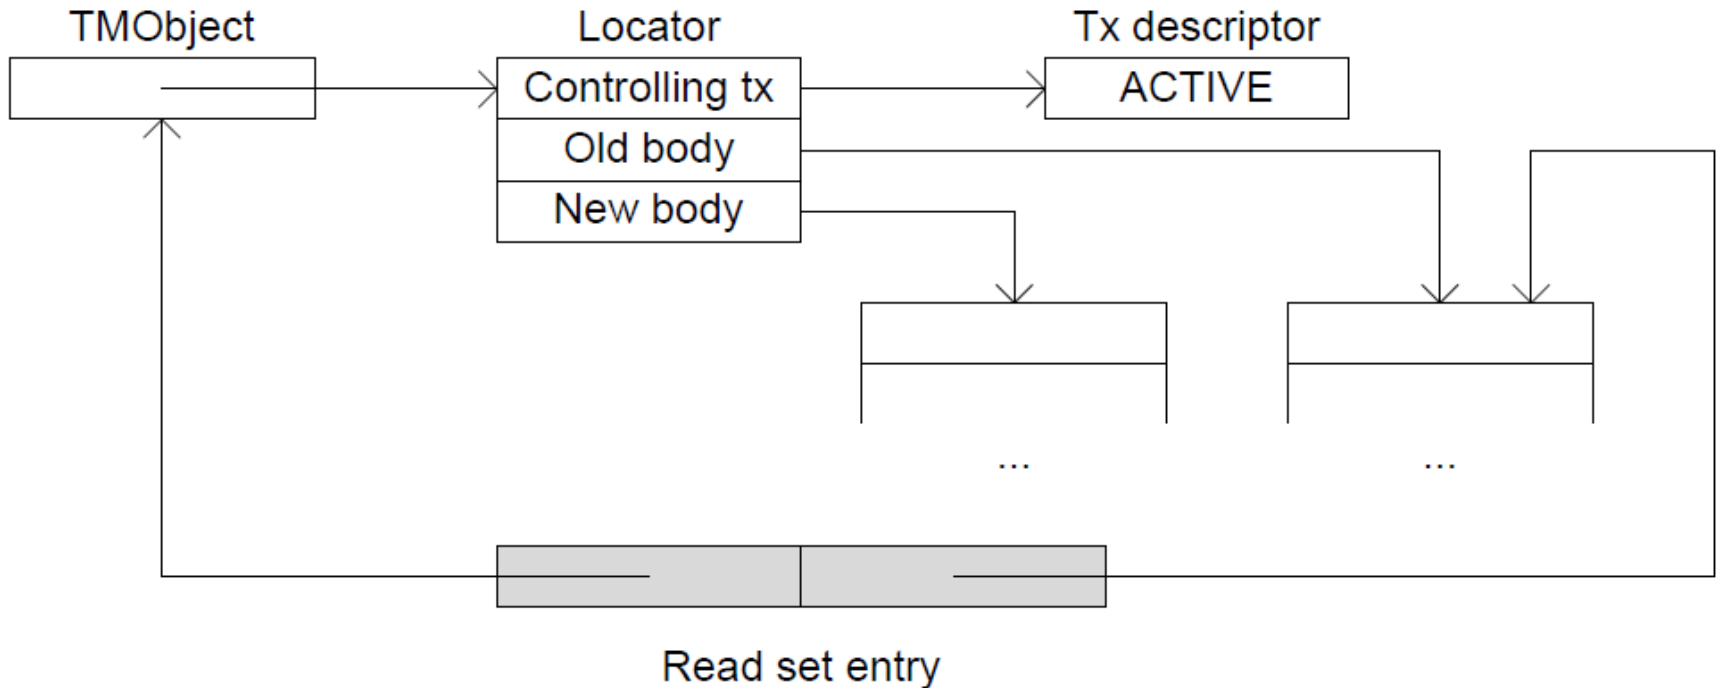 TMObject
Locator
Tx descriptor
Controlling tx
ACTIVE
Old body
New body
...
...
Read set entry